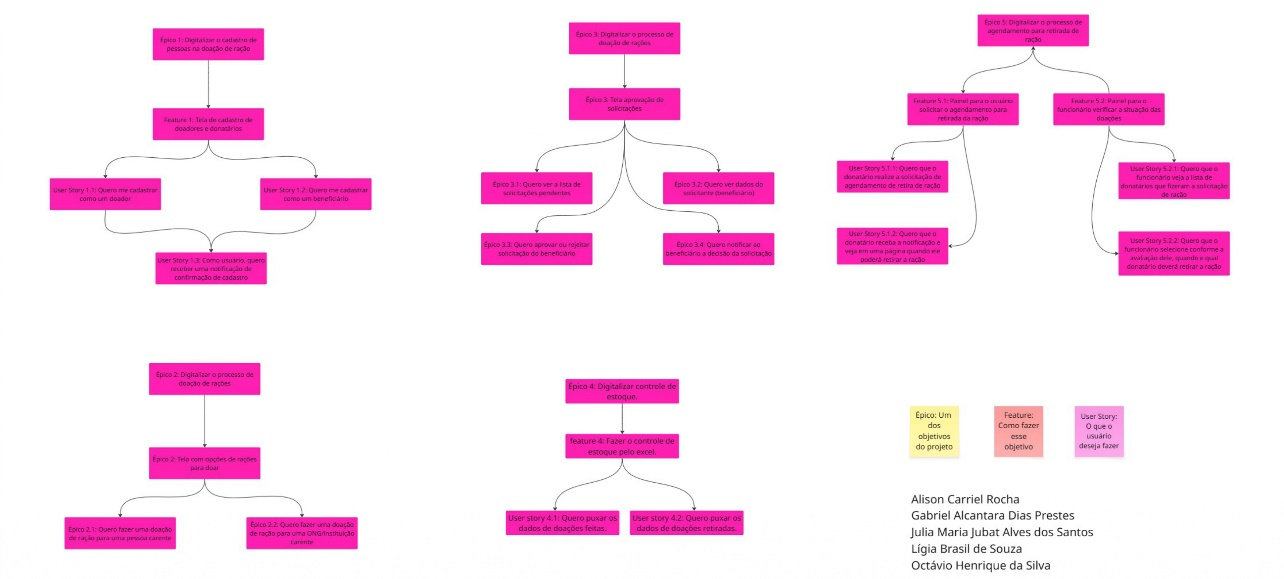 Épico 1: Digitalizar o cadastro de
pessoas na doação de ração
Feature 1: Tela de cadastro de
doadores e donatários
User Story 1.1: Quero me cadastrar
como um doador
User Story 1.2: Quero me cadastrar
como um beneficiário
User Story 1.3: Como usuário, quero
receber uma notificação de
confirmação de cadastro
Épico 3: Digitalizar o processo de
doação de rações
Épico 3: Tela aprovação de
solicitações
Épico 3.1: Quero ver a lista de
solicitações pendentes
Épico 3.2: Quero ver dados do
solicitante (beneficiário)
Épico 3.3: Quero aprovar ou rejeitar
solicitação do beneficiário
Épico 3.4: Quero notificar ao
beneficiário a decisão da solicitação
Épico 5: Digitalizar o processo de
agendamento para retirada de
ração
Feature 5.1: Painel para o usuário
solicitar o agendamento para
retirada da ração
Feature 5.2: Painel para o
funcionário verificar a situação das
doações
User Story 5.1.1: Quero que o
donatário realize a solicitação do
agendamento de retira de ração
User Story 5.2.1: Quero que o
funcionário veja a lista de
donatários que fizeram a solicitação
de ração
User Story 5.1.2: Quero que o
donatário receba a notificação e
veja em uma página quando ele
poderá retirar a ração
User Story 5.2.2: Quero que o
funcionário selecione conforme a
avaliação dele, quando e qual
donatário deverá retirar a ração
Épico 2: Digitalizar o processo de
doação de rações
Épico 2: Tela com opções de rações
para doar
Épico 2.1: Quero fazer uma doação
de ração para uma pessoa carente
Épico 2.2: Quero fazer uma doação
de ração para uma ONG/instituição
carente
Épico 4: Digitalizar controle de
estoque.
feature 4: Fazer o controle de
estoque pelo excel.
User story 4.1: Quero puxar os
dados de doações feitas.
User story 4.2: Quero puxar os
dados de doações retiradas.
Épico: Um
dos
objetivos
do projeto
Feature:
Como fazer
esse
objetivo
User Story:
O que o
usuário
deseja fazer
Alison Carriel Rocha
Gabriel Alcantara Dias Prestes
Julia Maria Jubat Alves dos Santos
Lígia Brasil de Souza
Octávio Henrique da Silva